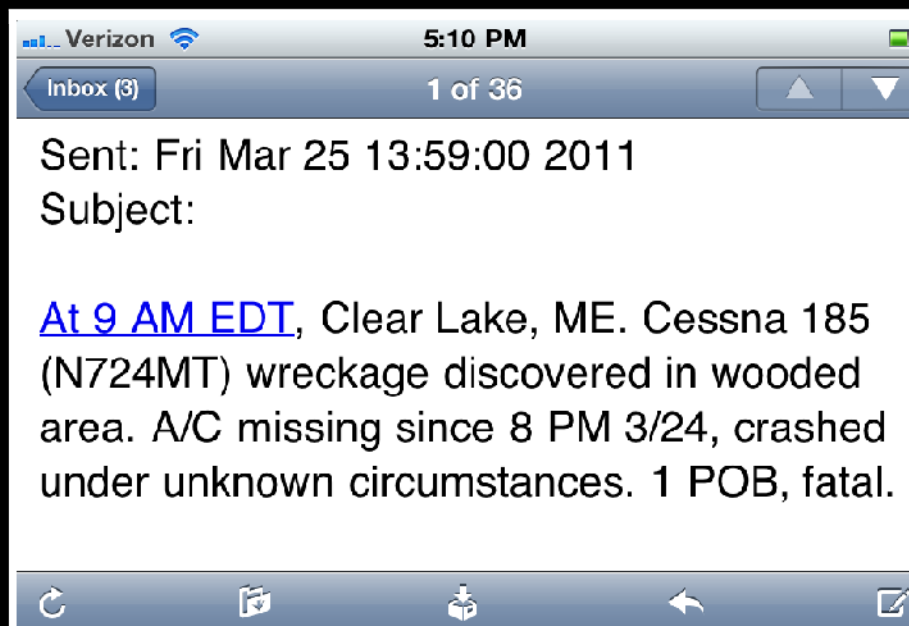 Verizon 5:10 PM
Inbox (3) 1 of 36
Sent: Fri Mar 25 13:59:00 2011
Subject:
At 9 AM EDT, Clear Lake, ME. Cessna 185
(N724MT) wreckage discovered in wooded
area. A/C missing since 8 PM 3/24, crashed
under unknown circumstances. 1 POB, fatal.